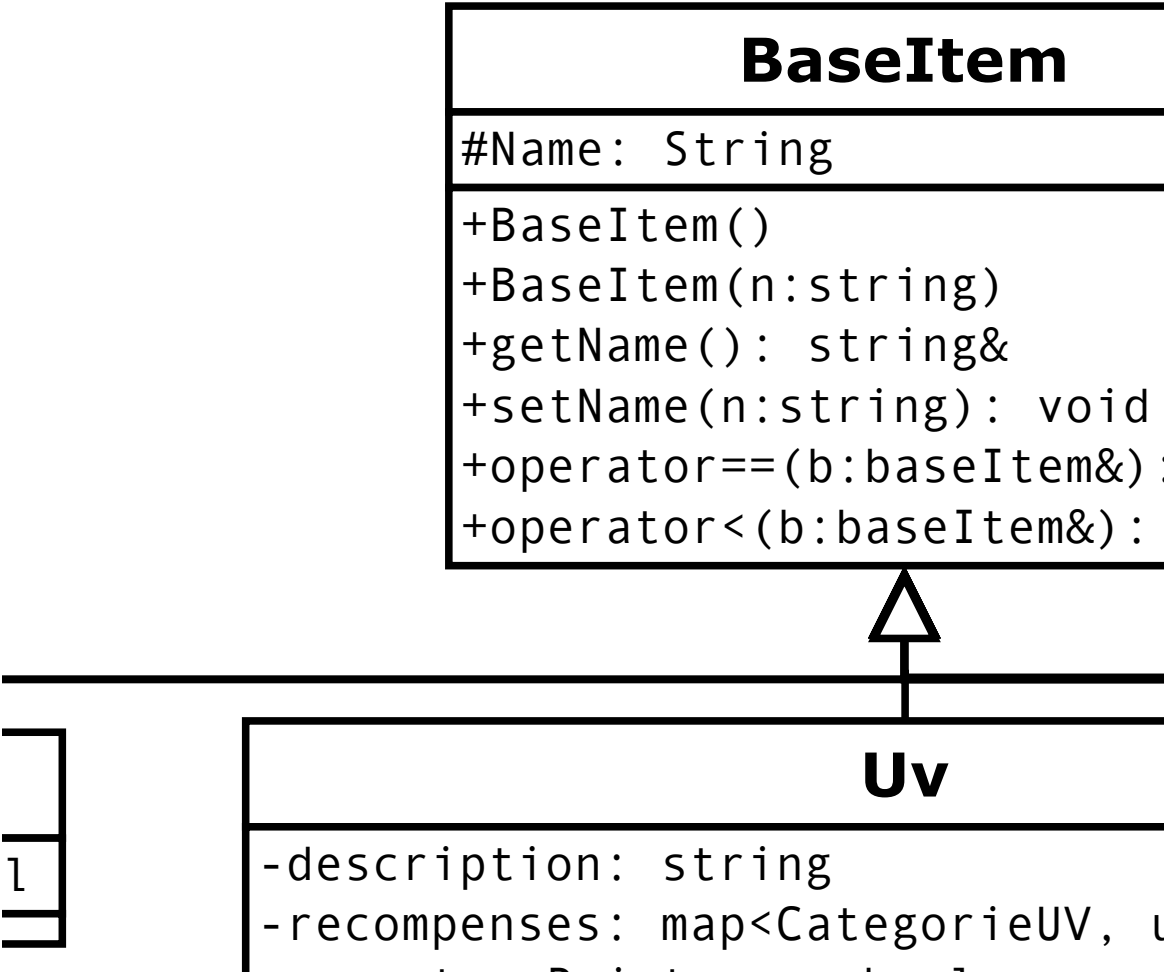 BaseItem
#Name: String
+BaseItem()
+BaseItem(n:string)
+getName(): string&
+setName(n:string): void
+operator==(b:baseItem&):
+operator<(b:baseItem&):
Uv
l
-description: string
-recompenses: map<CategorieUV, u